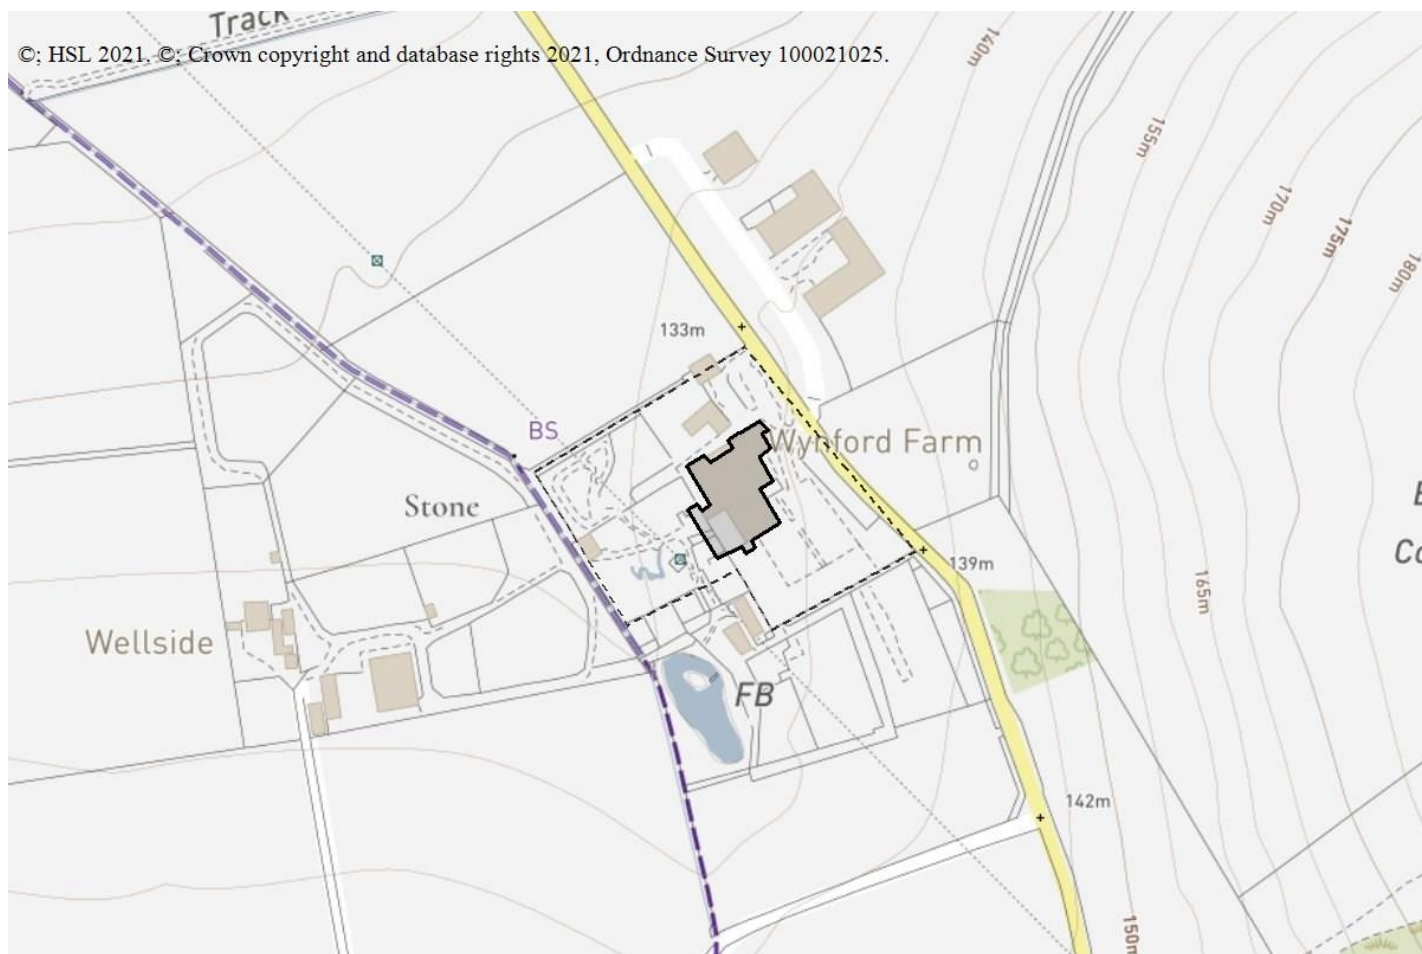 Track
©; HSL 2021. ©; Crown copyright and database rights 2021, Ordnance Survey 100021025.
140m
155m
170m
175m
180m
133m
BS
Wynford Farm
Stone
139m
165m
Wellside
FB
142m
150m